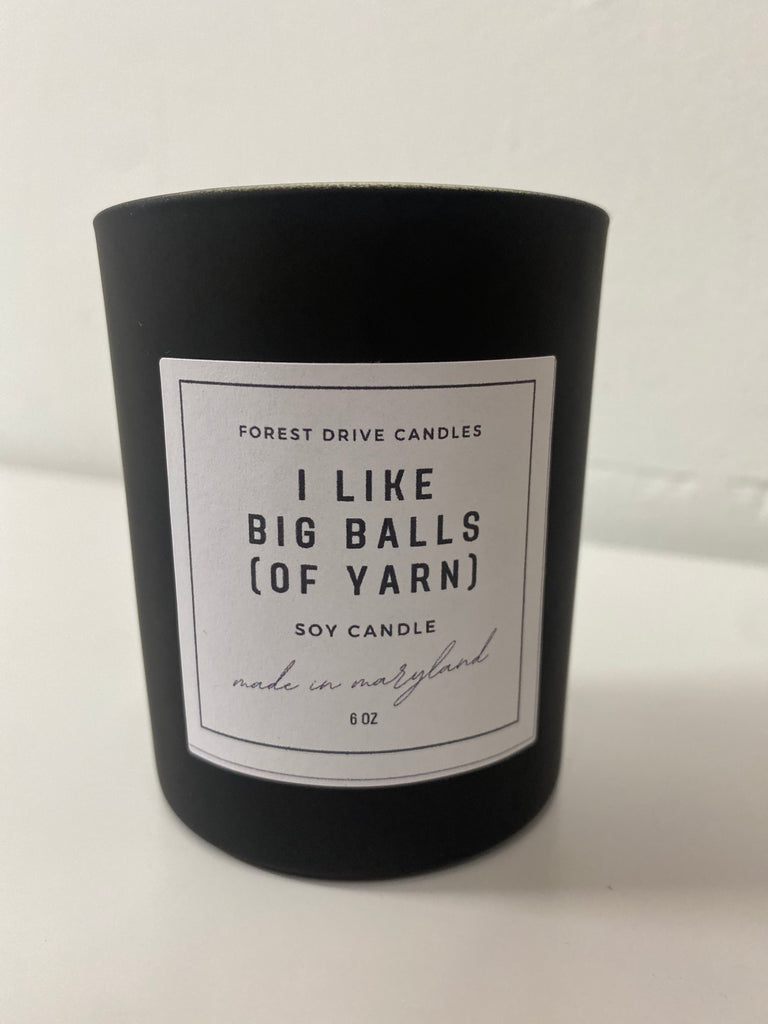 FOREST DRIVE CANDLES
I LIKE
BIG BALLS
(OF YARN)
SOY CANDLE
made in maryland
6 OZ